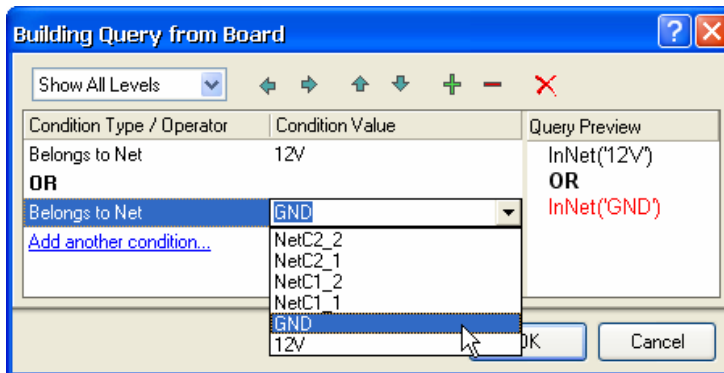 Building Query from Board
Show All Levels
Condition Type / Operator Condition Value Query Preview
Belongs to Net 12V InNet('12V')
OR OR
Belongs to Net GND InNet('GND')
Add another condition...
NetC2_2
NetC2_1
NetC1_2
NetC1_1
GND
12V
Cancel